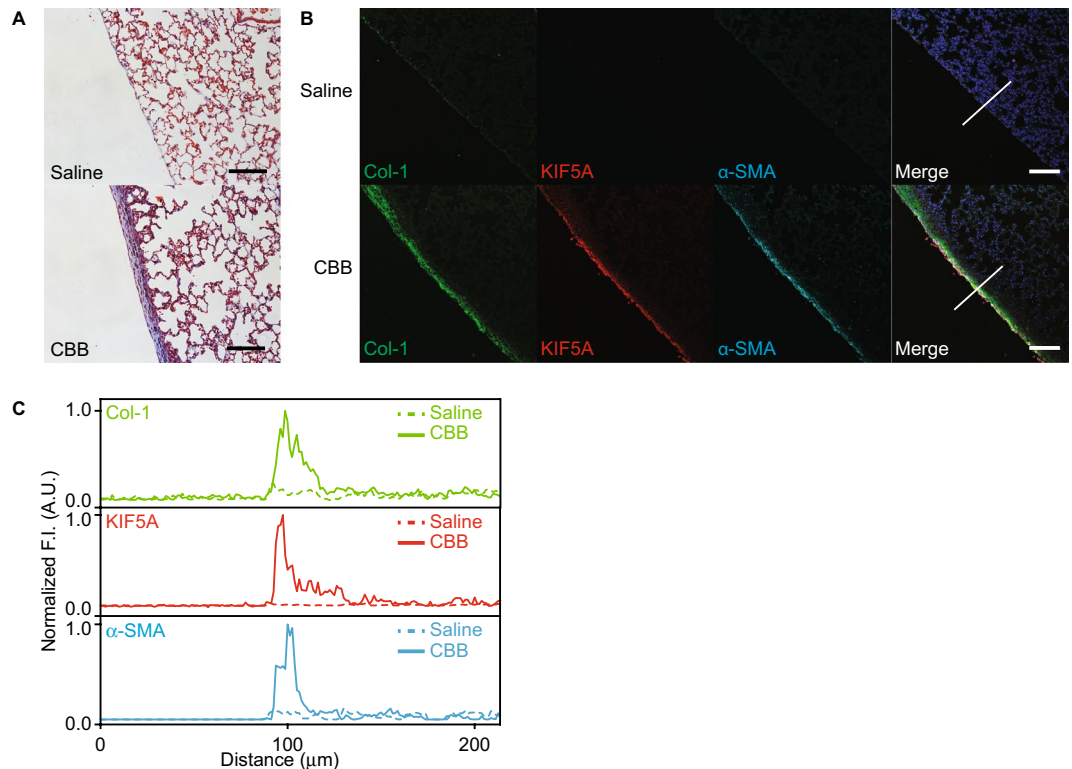 A
Saline
CBB
B
Saline
Col-1 KIF5A α-SMA Merge
CBB
Col-1 KIF5A α-SMA Merge
C
Normalized F.I. (A.U.)
1.0 Col-1 Saline
CBB
0.0
1.0 KIF5A Saline
CBB
0.0
1.0 α-SMA Saline
CBB
0.0
0 100 200
Distance (μm)